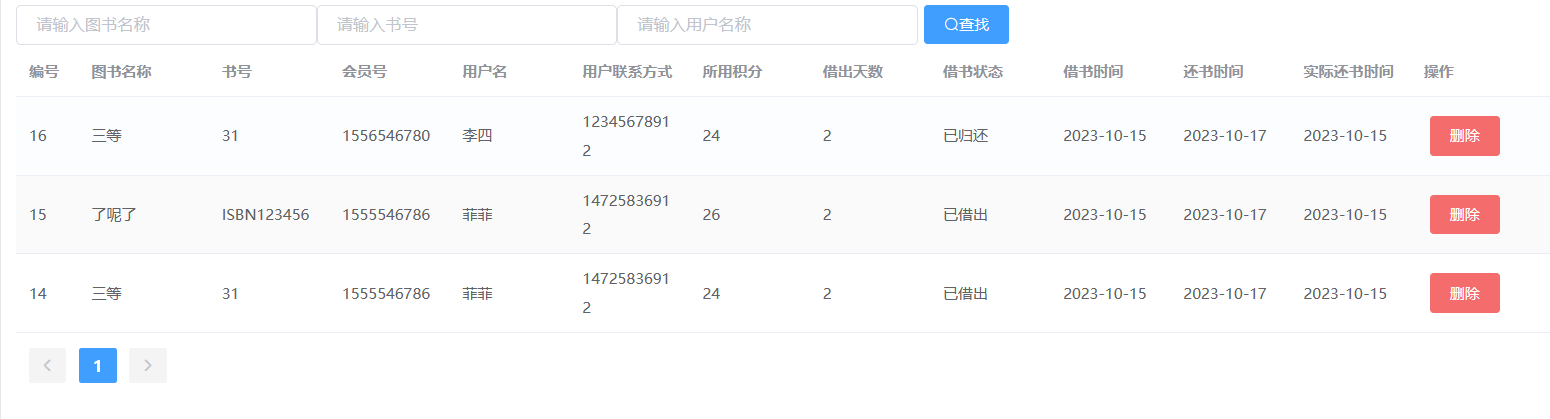 请输入图书名称 请输入书号 请输入用户名称 查找
编号 图书名称 书号 会员号 用户名 用户联系方式 所用积分 借出天数 借书状态 借书时间 还书时间 实际还书时间 操作
16 三等 31 1556546780 李四 12345678912 24 2 已归还 2023-10-15 2023-10-17 2023-10-15 删除
15 了呢了 ISBN123456 1555546786 菲菲 14725836912 26 2 已借出 2023-10-15 2023-10-17 2023-10-15 删除
14 三等 31 1555546786 菲菲 14725836912 24 2 已借出 2023-10-15 2023-10-17 2023-10-15 删除
1